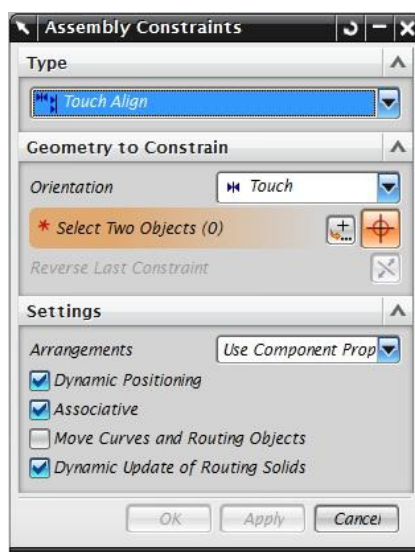 Assembly Constraints
Type
Touch Align
Geometry to Constrain
Orientation Touch
* Select Two Objects (0)
Reverse Last Constraint
Settings
Arrangements Use Component Prop
Dynamic Positioning
Associative
Move Curves and Routing Objects
Dynamic Update of Routing Solids
OK Apply Cancel